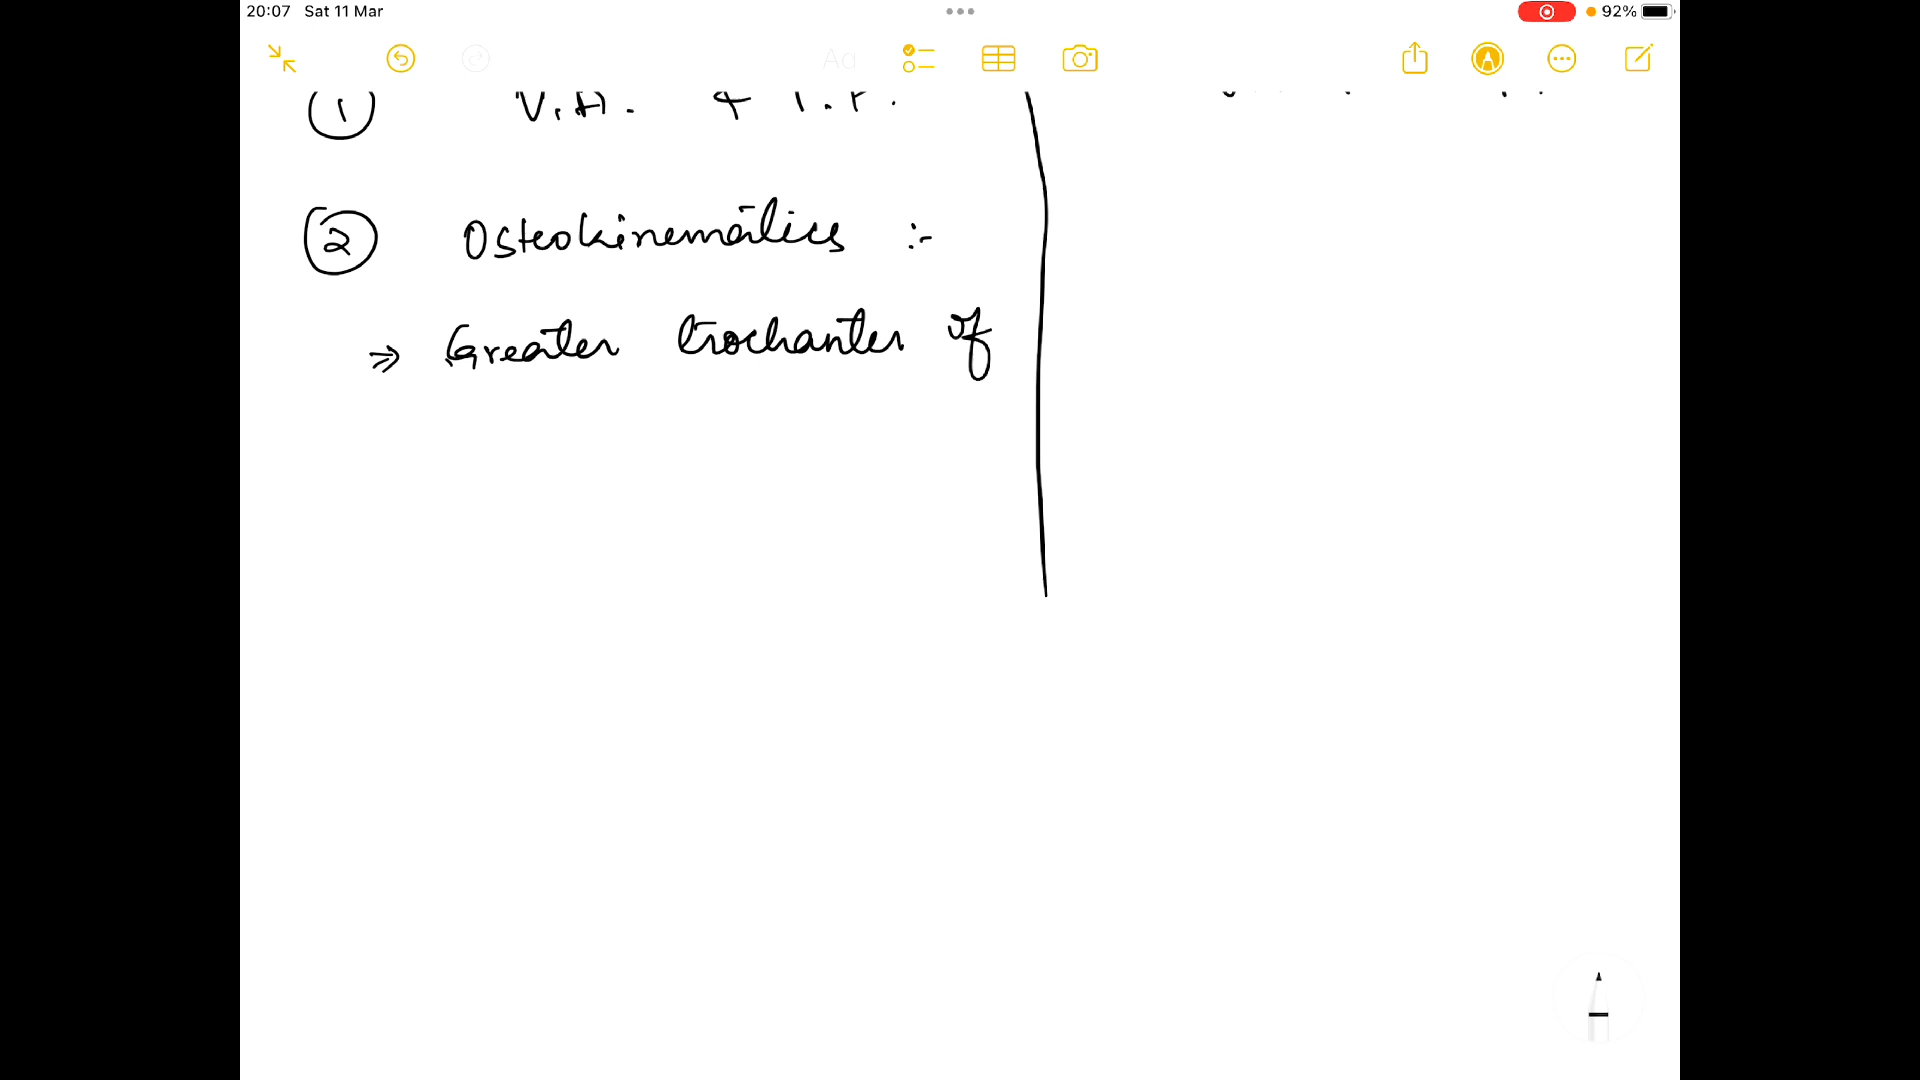 20:07 Sat 11 Mar
92%
Aa
① V.A. & T.P.
② Osteokinematics :-
⇒ Greater trochanter of